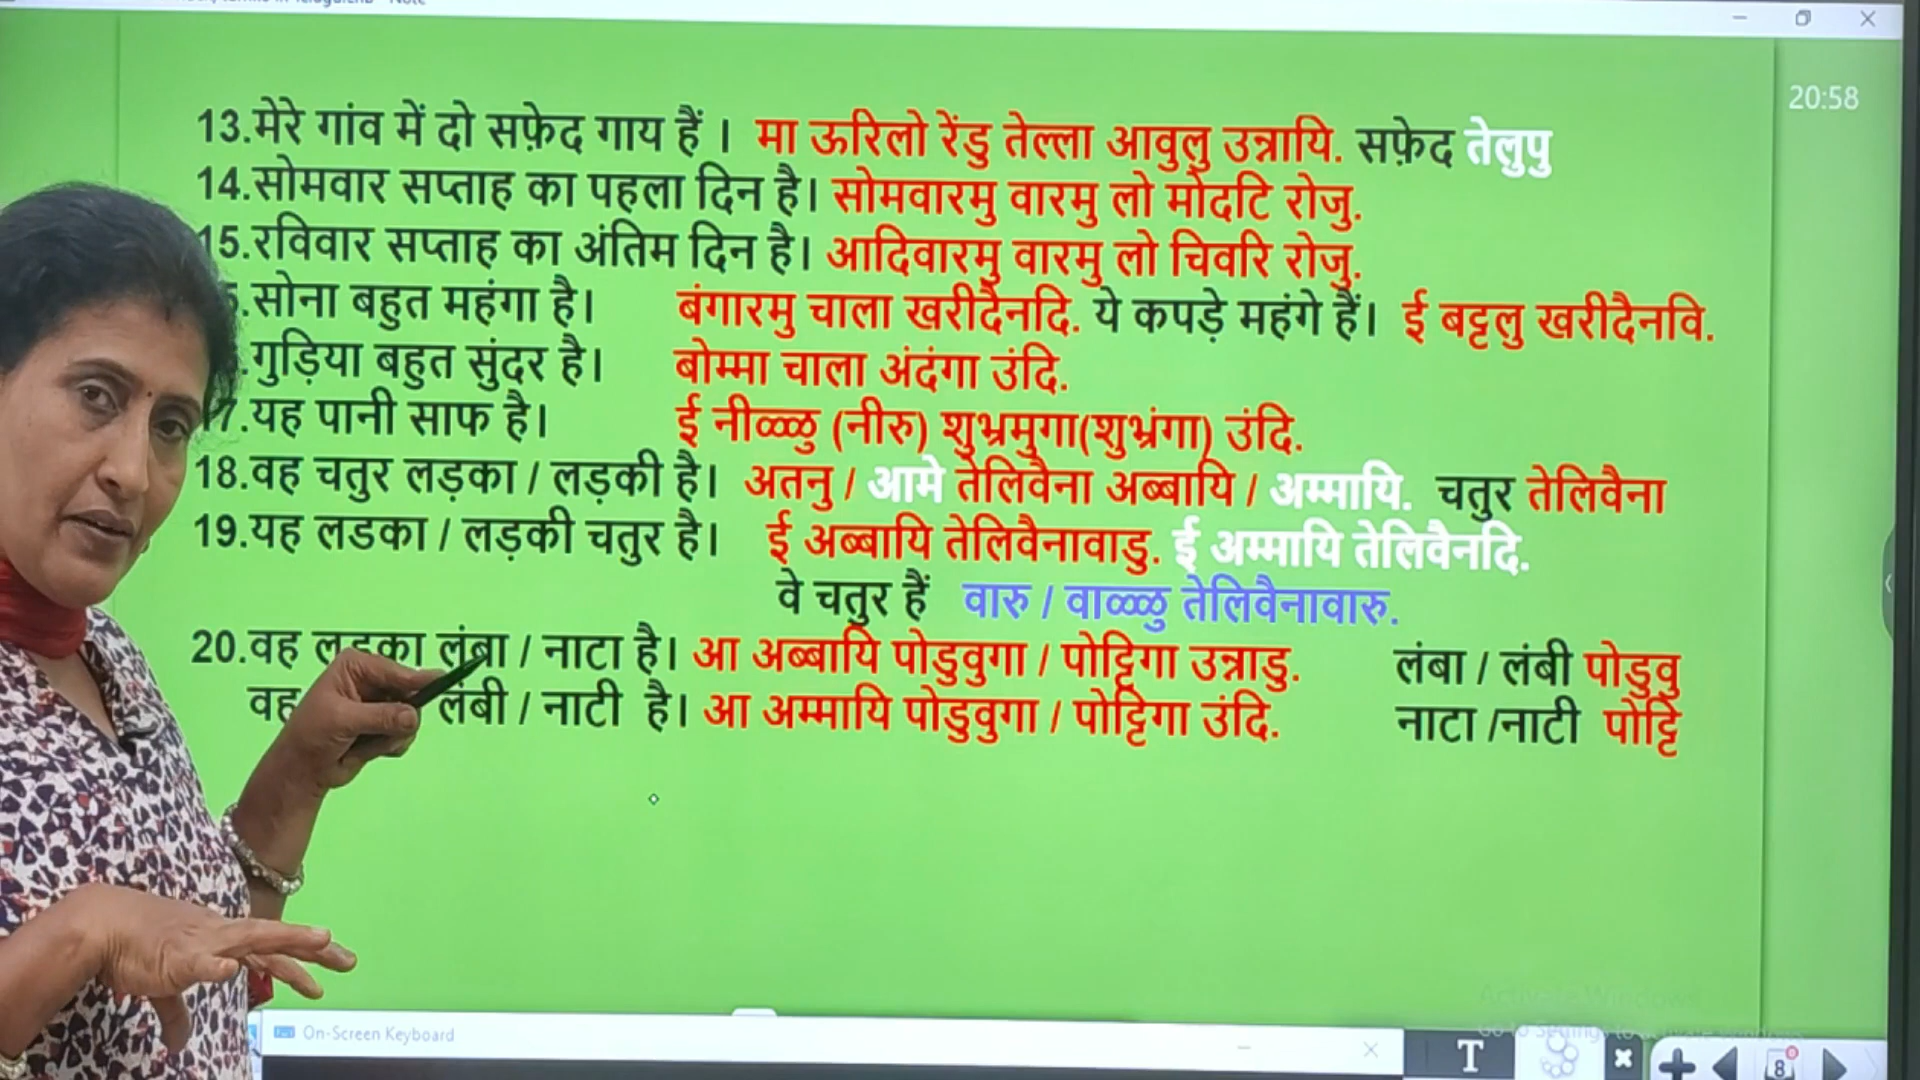 20:58
13.मेरे गांव में दो सफ़ेद गाय हैं । मा ऊरिलो रेंडु तेल्ला आवुलु उन्नायि. सफ़ेद तेलुपु
14.सोमवार सप्ताह का पहला दिन है। सोमवारमु वारमु लो मोदटि रोजु.
15.रविवार सप्ताह का अंतिम दिन है। आदिवारमु वारमु लो चिवरि रोजु.
.सोना बहुत महंगा है। बंगारमु चाला खरीदैनदि. ये कपड़े महंगे हैं। ई बट्टलु खरीदैनवि.
.गुड़िया बहुत सुंदर है। बोम्मा चाला अंदंगा उंदि.
17.यह पानी साफ है। ई नीळ्ळु (नीरु) शुभ्रमुगा(शुभ्रंगा) उंदि.
18.वह चतुर लड़का / लड़की है। अतनु / आमे तेलिवैना अब्बायि / अम्मायि. चतुर तेलिवैना
19.यह लडका / लड़की चतुर है। ई अब्बायि तेलिवैनावाडु. ई अम्मायि तेलिवैनदि.
वे चतुर हैं वारु / वाळ्ळु तेलिवैनावारु.
20.वह लड़का लंबा / नाटा है। आ अब्बायि पोडुवुगा / पोट्टिगा उन्नाडु. लंबा / लंबी पोडुवु
वह लंबी / नाटी है। आ अम्मायि पोडुवुगा / पोट्टिगा उंदि. नाटा /नाटी पोट्टि
On-Screen Keyboard
T
8